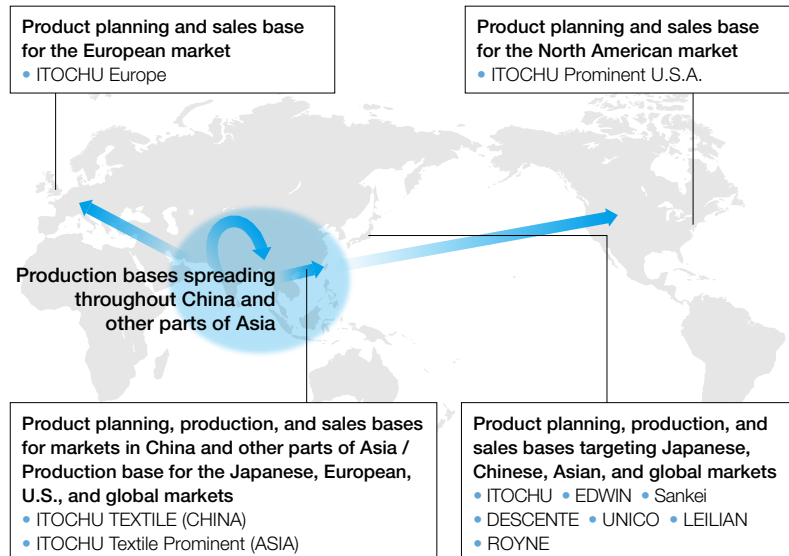 Product planning and sales base
for the European market
• ITOCHU Europe
Product planning and sales base
for the North American market
• ITOCHU Prominent U.S.A.
Production bases spreading
throughout China and
other parts of Asia
Product planning, production, and sales bases
for markets in China and other parts of Asia /
Production base for the Japanese, European,
U.S., and global markets
• ITOCHU TEXTILE (CHINA)
• ITOCHU Textile Prominent (ASIA)
Product planning, production, and
sales bases targeting Japanese,
Chinese, Asian, and global markets
• ITOCHU • EDWIN • Sankei
• DESCENTE • UNICO • LEILIAN
• ROYNE